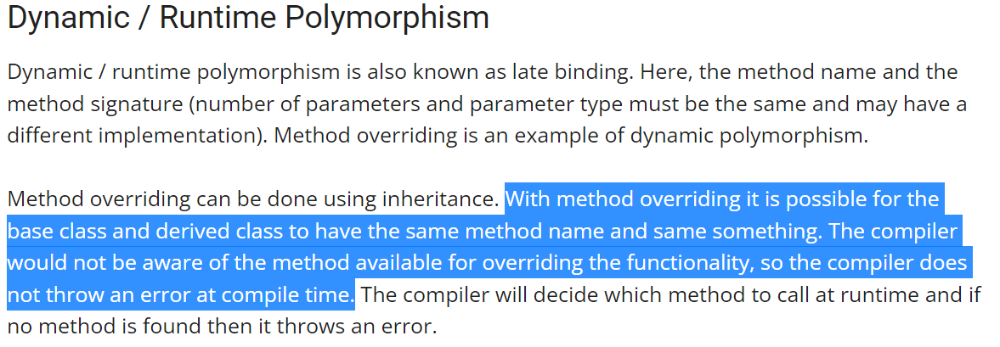 Dynamic / Runtime Polymorphism
Dynamic / runtime polymorphism is also known as late binding. Here, the method name and the
method signature (number of parameters and parameter type must be the same and may have a
different implementation). Method overriding is an example of dynamic polymorphism.
Method overriding can be done using inheritance. With method overriding it is possible for the
base class and derived class to have the same method name and same something. The compiler
would not be aware of the method available for overriding the functionality, so the compiler does
not throw an error at compile time. The compiler will decide which method to call at runtime and if
no method is found then it throws an error.